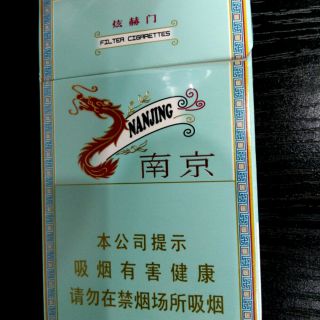 炫赫门
FILTER CIGARETTES
NANJING
南京
本公司提示
吸烟有害健康
请勿在禁烟场所吸烟